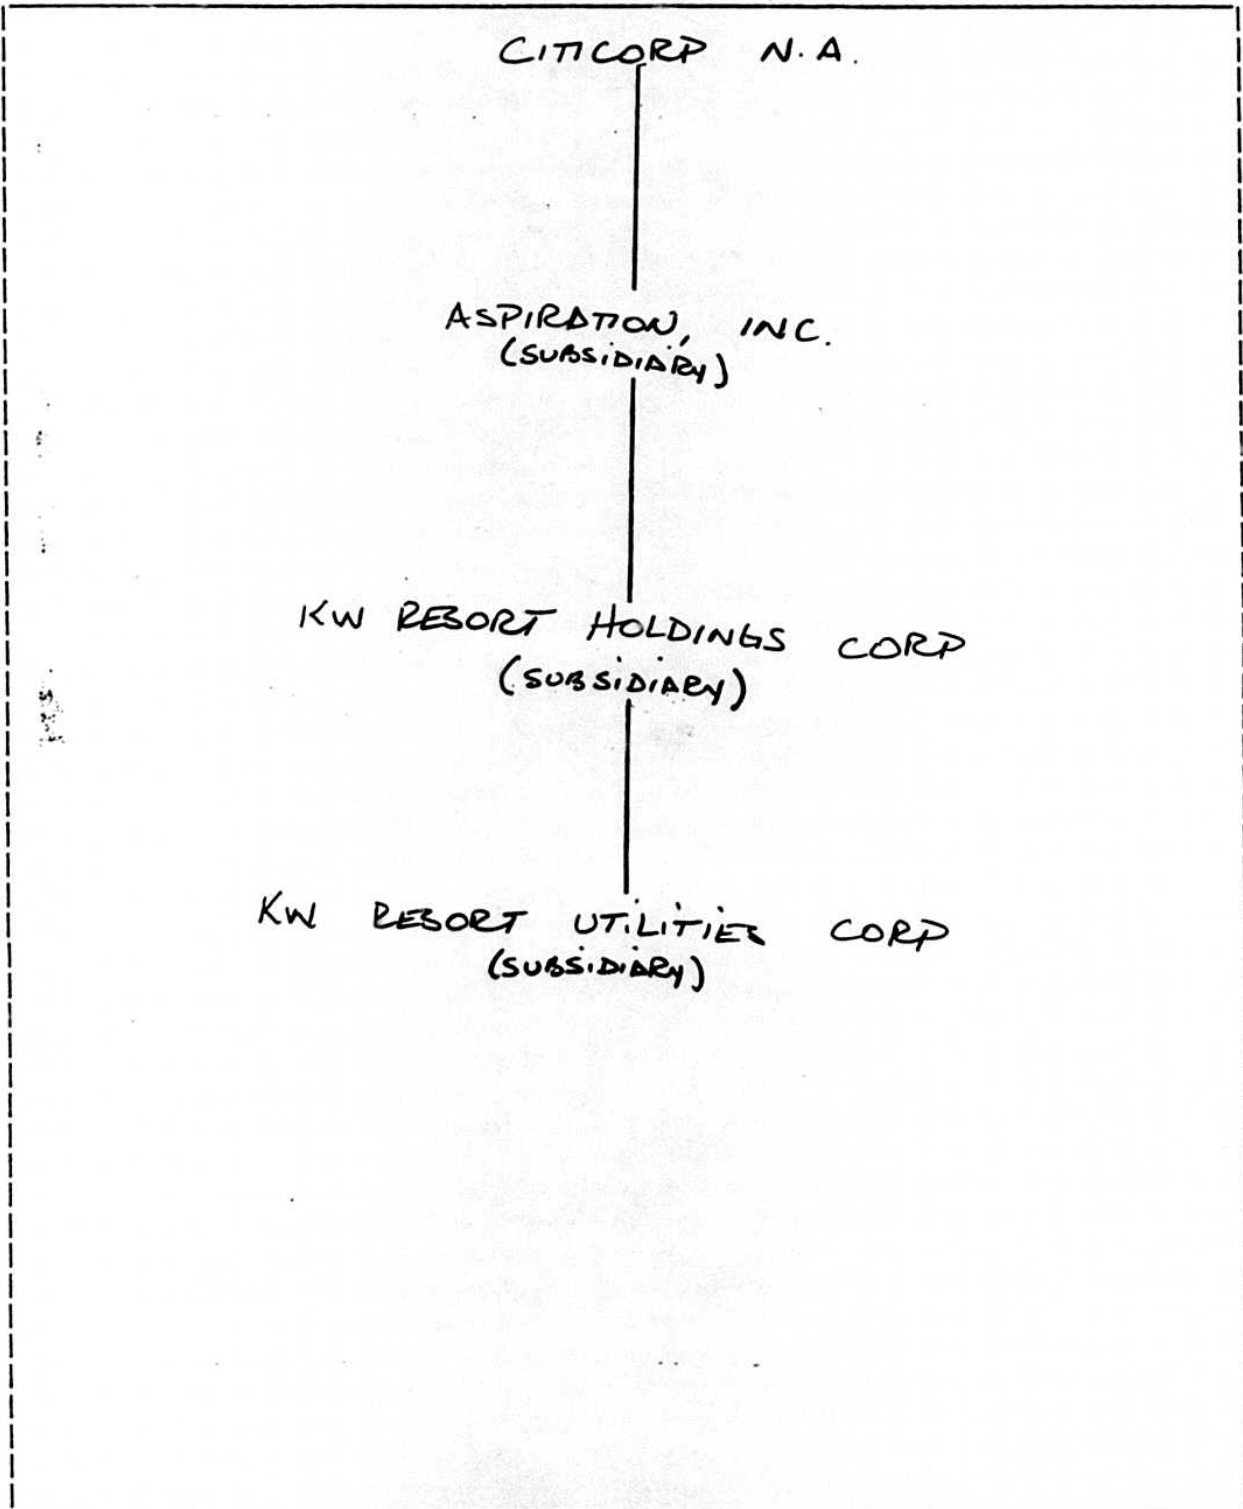 CITICORP N.A.
ASPIRATION, INC.
(SUBSIDIARY)
KW RESORT HOLDINGS CORP
(SUBSIDIARY)
KW RESORT UTILITIES CORP
(SUBSIDIARY)